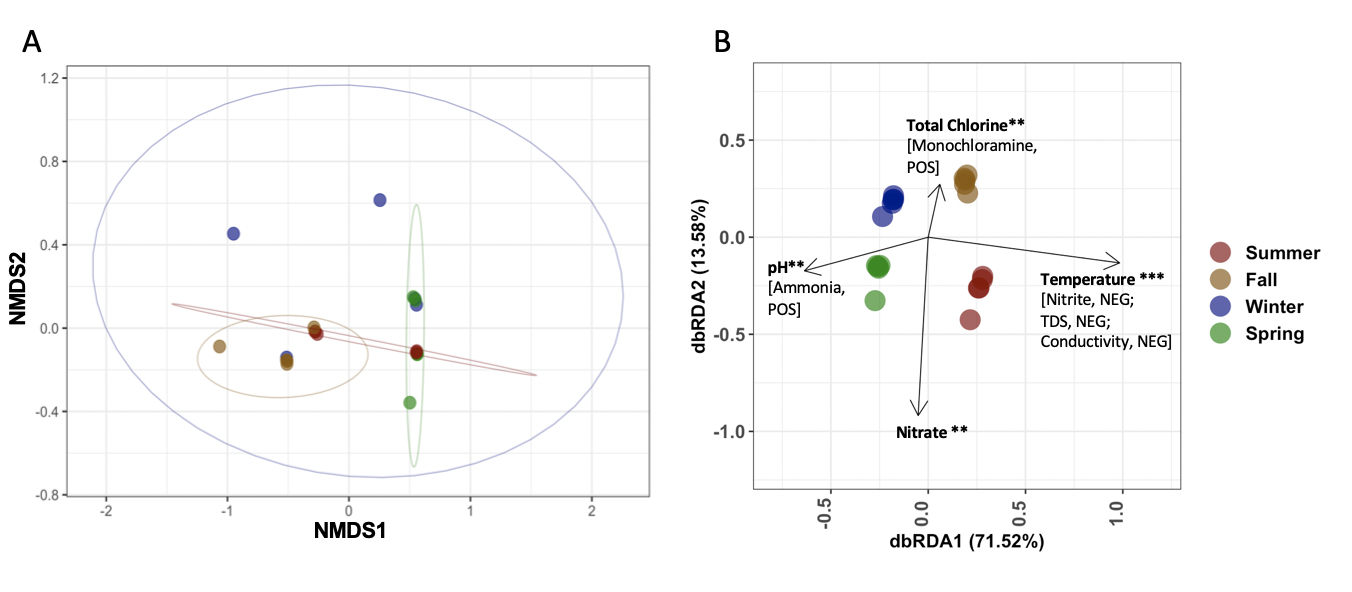 A
1.2
0.8
0.4
0.0
-0.4
-0.8
-2
-1
0
1
2
NMDS1
NMDS2
B
0.5
0.0
-0.5
-1.0
-0.5
0.0
0.5
1.0
dbRDA1 (71.52%)
dbRDA2 (13.58%)
Total Chlorine**
[Monochloramine,
POS]
pH**
[Ammonia,
POS]
Temperature ***
[Nitrite, NEG;
TDS, NEG;
Conductivity, NEG]
Nitrate **
Summer
Fall
Winter
Spring